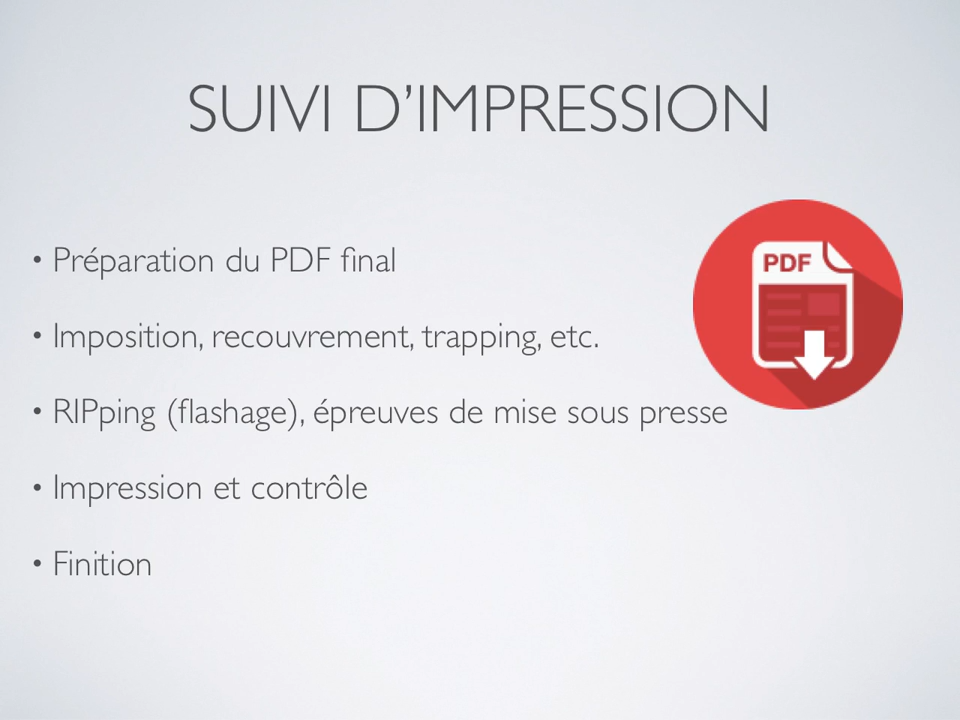 SUIVI D’IMPRESSION
• Préparation du PDF final
• Imposition, recouvrement, trapping, etc.
• RIPping (flashage), épreuves de mise sous presse
• Impression et contrôle
• Finition
PDF